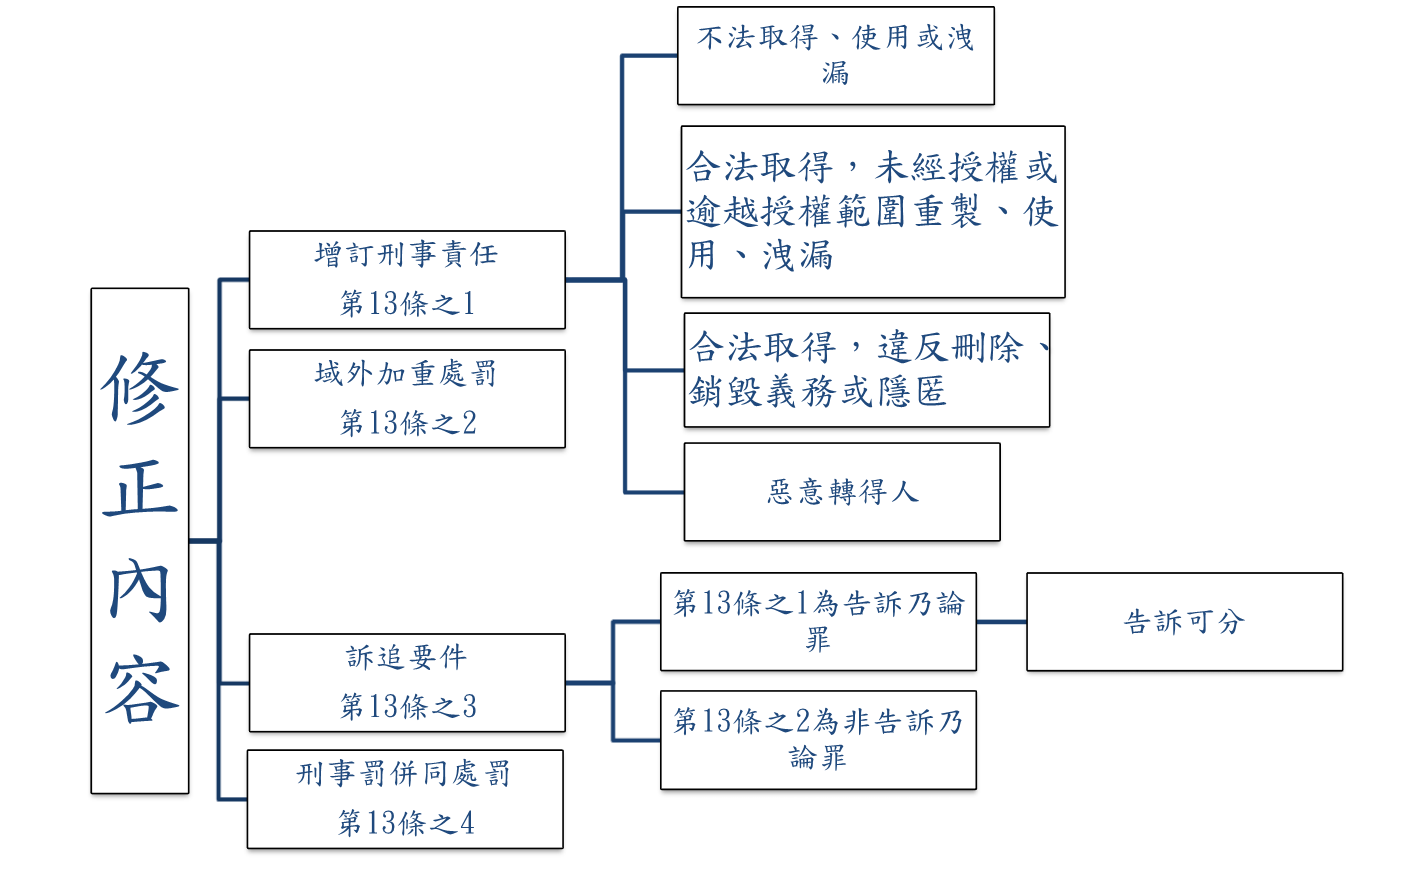 修
正
內
容
增訂刑事責任
第13條之1
不法取得、使用或洩
漏
合法取得，未經授權或
逾越授權範圍重製、使
用、洩漏
合法取得，違反刪除、
銷毀義務或隱匿
惡意轉得人
域外加重處罰
第13條之2
訴追要件
第13條之3
第13條之1為告訴乃論
罪
告訴可分
第13條之2為非告訴乃
論罪
刑事罰併同處罰
第13條之4